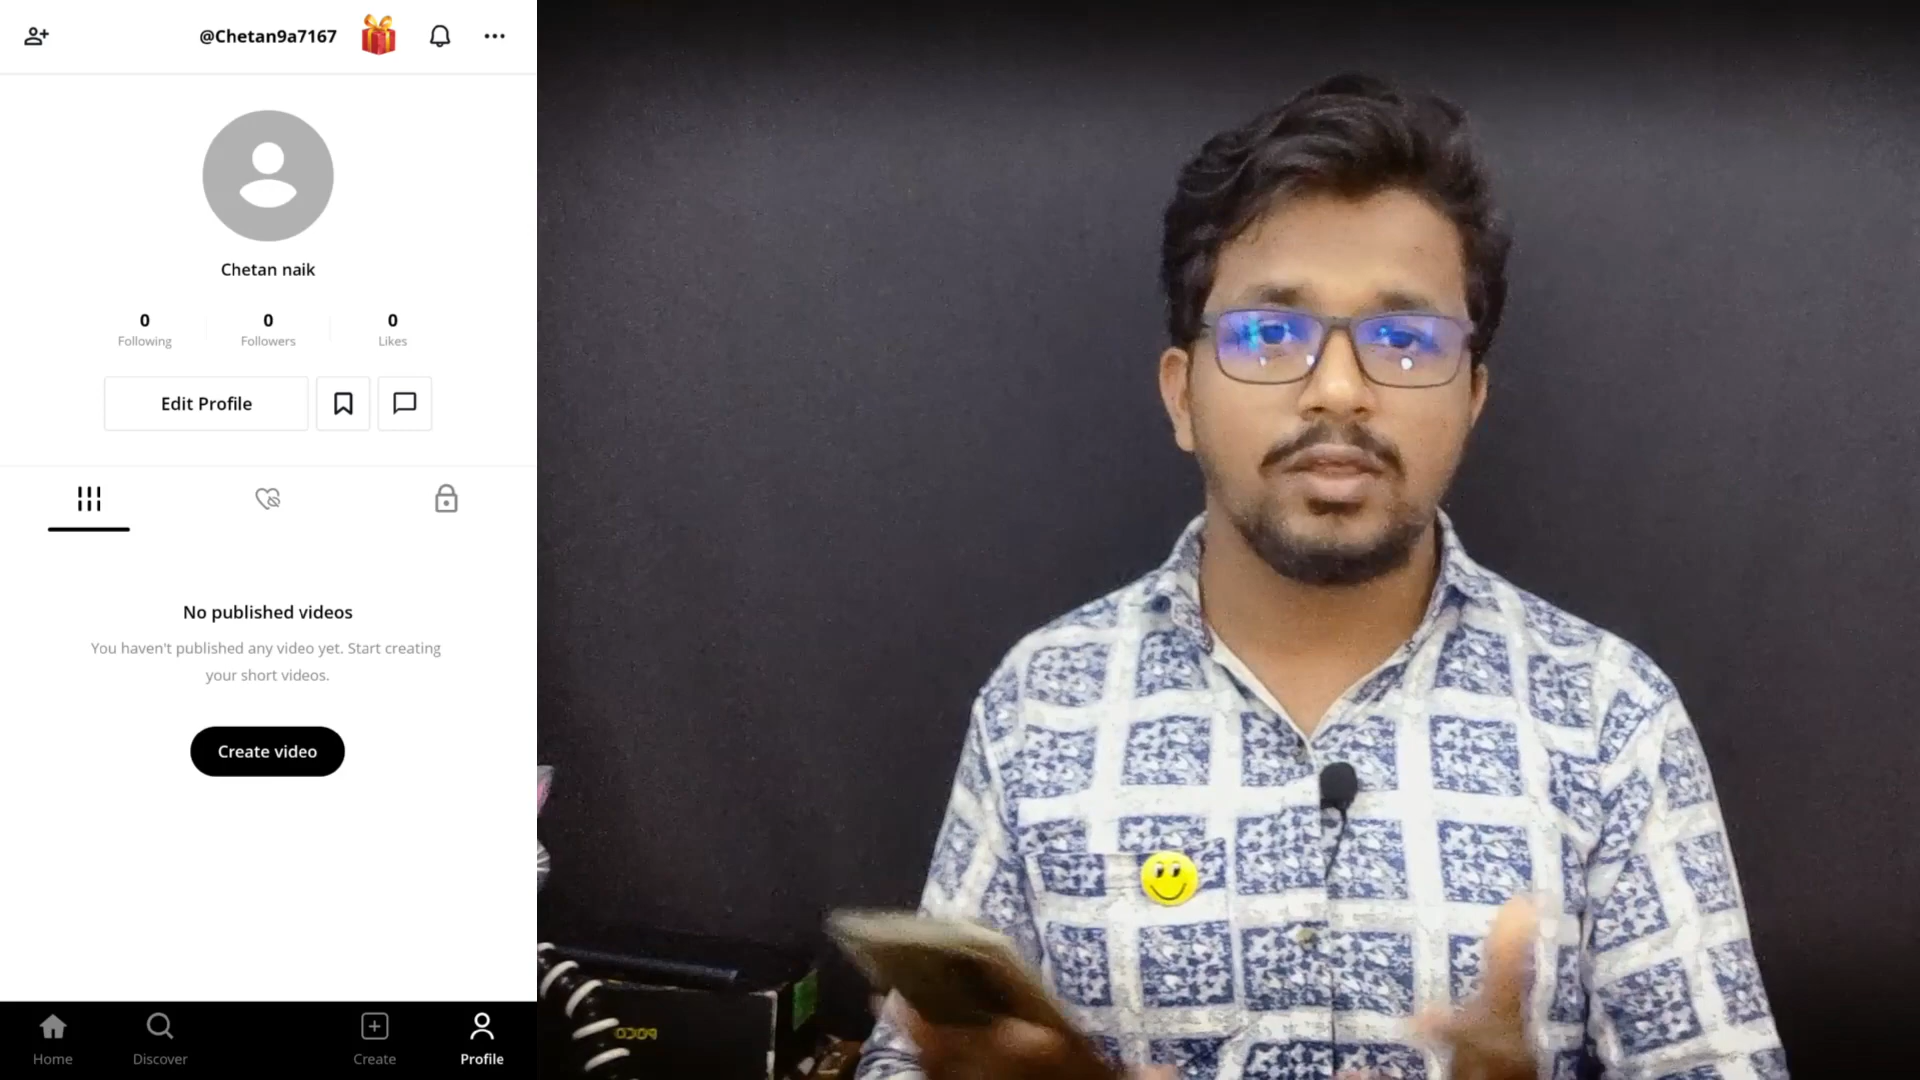 @Chetan9a7167
Chetan naik
0 0 0
Following Followers Likes
Edit Profile
No published videos
You haven't published any video yet. Start creating
your short videos.
Create video
Home Discover Create Profile
POCO